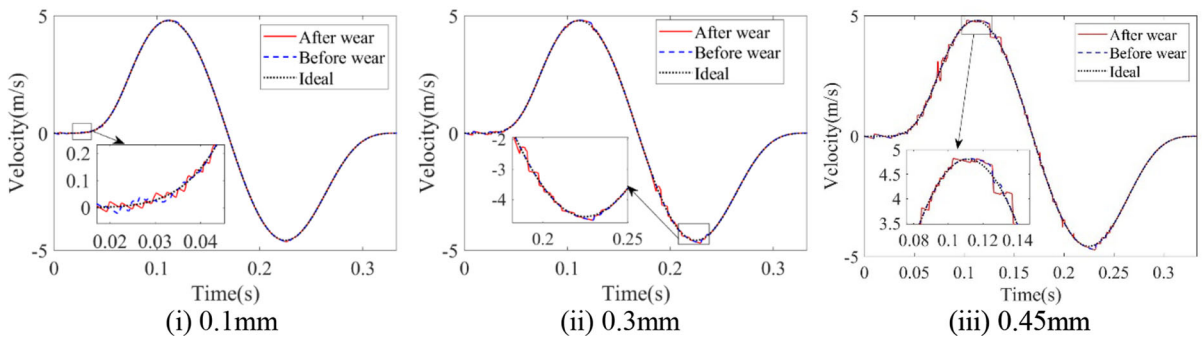 5
After wear
Before wear
Ideal
Velocity(m/s)
0
0.2
0.1
0
0.02 0.03 0.04
-5
0 0.1 0.2 0.3
Time(s)
(i) 0.1mm
5
After wear
Before wear
Ideal
Velocity(m/s)
0
-2
-3
-4
0.2 0.25
-5
0 0.1 0.2 0.3
Time(s)
(ii) 0.3mm
5
After wear
Before wear
Ideal
Velocity(m/s)
0
5
4.5
4
3.5
0.08 0.1 0.12 0.14
-5
0 0.05 0.1 0.15 0.2 0.25 0.3
Time(s)
(iii) 0.45mm